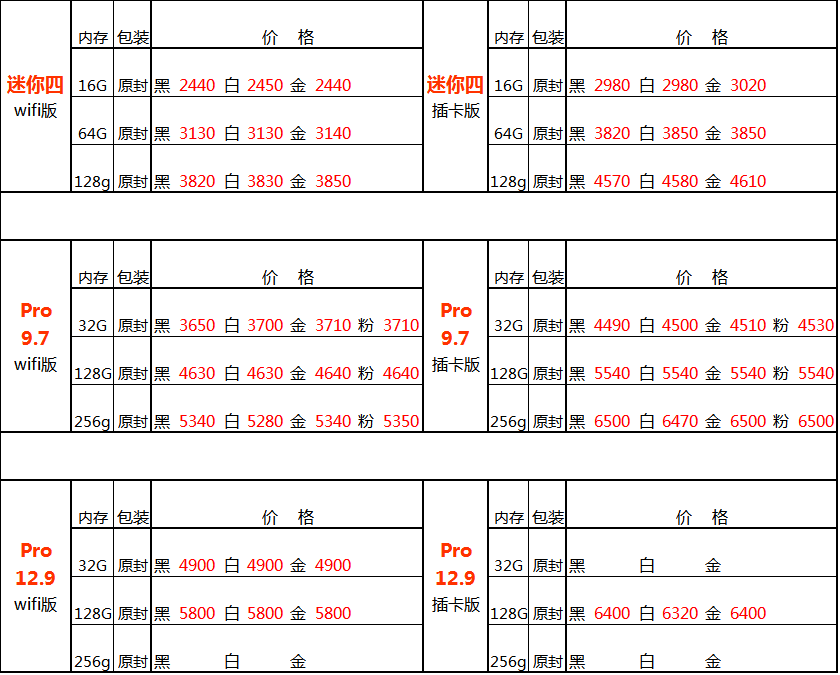 内存 包装 价 格 内存 包装 价 格
迷你四 wifi版 16G 原封 黑 2440 白 2450 金 2440 迷你四 插卡版 16G 原封 黑 2980 白 2980 金 3020
64G 原封 黑 3130 白 3130 金 3140 64G 原封 黑 3820 白 3850 金 3850
128g 原封 黑 3820 白 3830 金 3850 128g 原封 黑 4570 白 4580 金 4610
内存 包装 价 格 内存 包装 价 格
Pro 9.7 wifi版 32G 原封 黑 3650 白 3700 金 3710 粉 3710 Pro 9.7 插卡版 32G 原封 黑 4490 白 4500 金 4510 粉 4530
128G 原封 黑 4630 白 4630 金 4640 粉 4640 128G 原封 黑 5540 白 5540 金 5540 粉 5540
256g 原封 黑 5340 白 5280 金 5340 粉 5350 256g 原封 黑 6500 白 6470 金 6500 粉 6500
内存 包装 价 格 内存 包装 价 格
Pro 12.9 wifi版 32G 原封 黑 4900 白 4900 金 4900 Pro 12.9 插卡版 32G 原封 黑 白 金
128G 原封 黑 5800 白 5800 金 5800 128G 原封 黑 6400 白 6320 金 6400
256g 原封 黑 白 金 256g 原封 黑 白 金